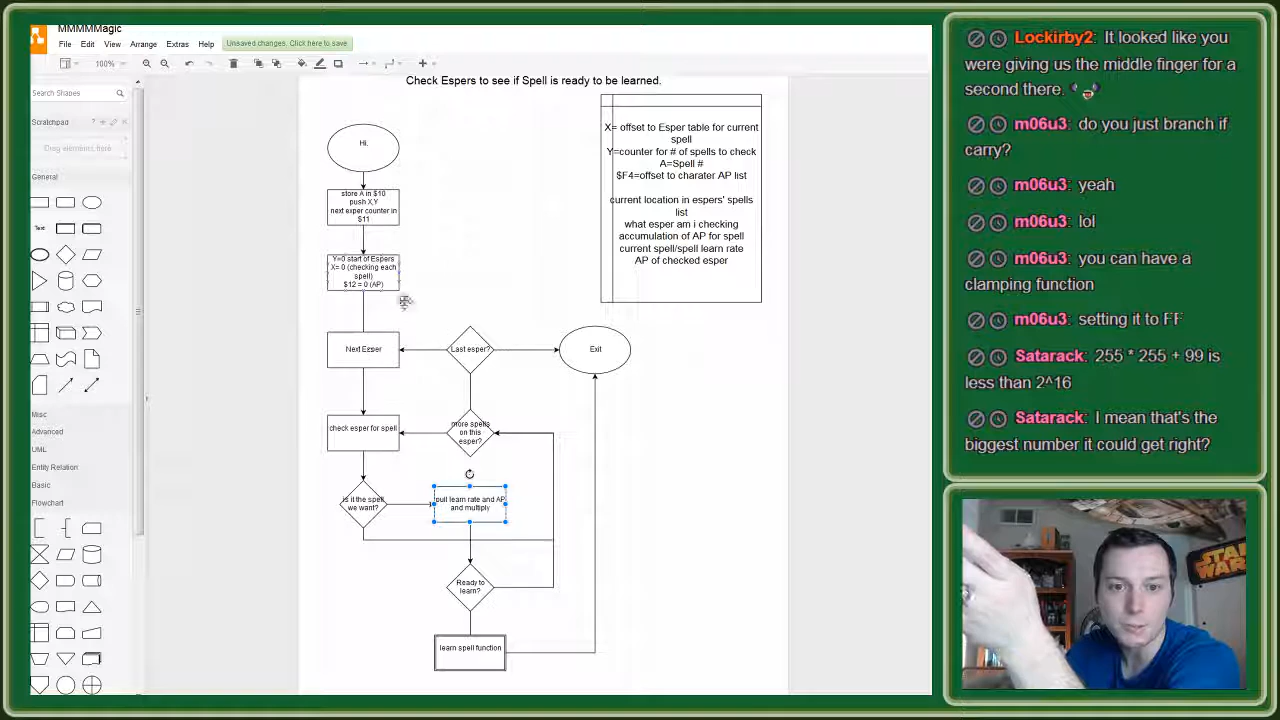 MMMMMagic
File Edit View Arrange Extras Help Unsaved changes. Click here to save
100%
Search Shapes
Scratchpad
Drag elements, here
General
Text
Misc
Advanced
UML
Entity Relation
Basic
Flowchart
Check Espers to see if Spell is ready to be learned.
X= offset to Esper table for current
spell
Y=counter for # of spells to check
A=Spell #
$F4=offset to charater AP list
current location in espers' spells
list
what esper am i checking
accumulation of AP for spell
current spell/spell learn rate
AP of checked esper
Hi.
store A in $10
push X,Y
next exper counter in
$11
Y=0 start of Espers
X= 0 (checking each
spell)
$12 = 0 (AP)
Next Esper
Last esper?
Exit
check esper for spell
more spells
on this
esper?
is it the spell
we want?
pull learn rate and AP
and multiply
Ready to
learn?
learn spell function
Lockirby2: It looked like you
were giving us the middle finger for a
second there.
m06u3: do you just branch if
carry?
m06u3: yeah
m06u3: lol
m06u3: you can have a
clamping function
m06u3: setting it to FF
Satarack: 255 * 255 + 99 is
less than 2^16
Satarack: I mean that's the
biggest number it could get right?
STAR
WARS